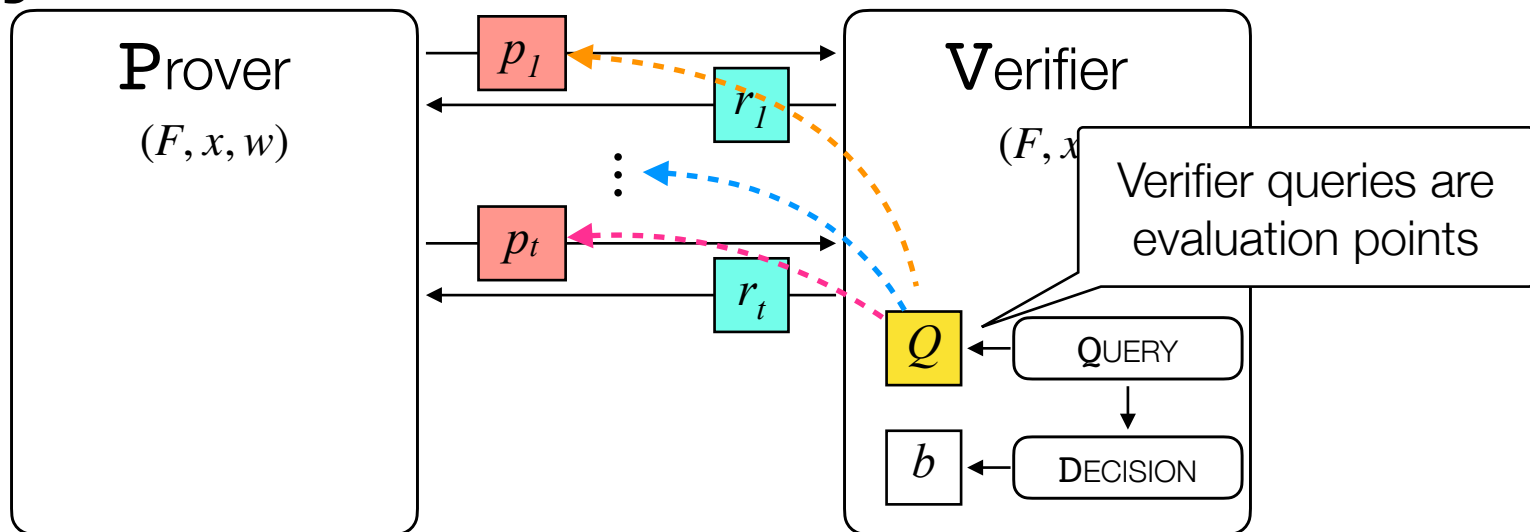 Prover
(F, x, w)
p₁
r₁
⋮
pₜ
rₜ
Verifier
(F, x
Verifier queries are
evaluation points
Q
QUERY
b
DECISION